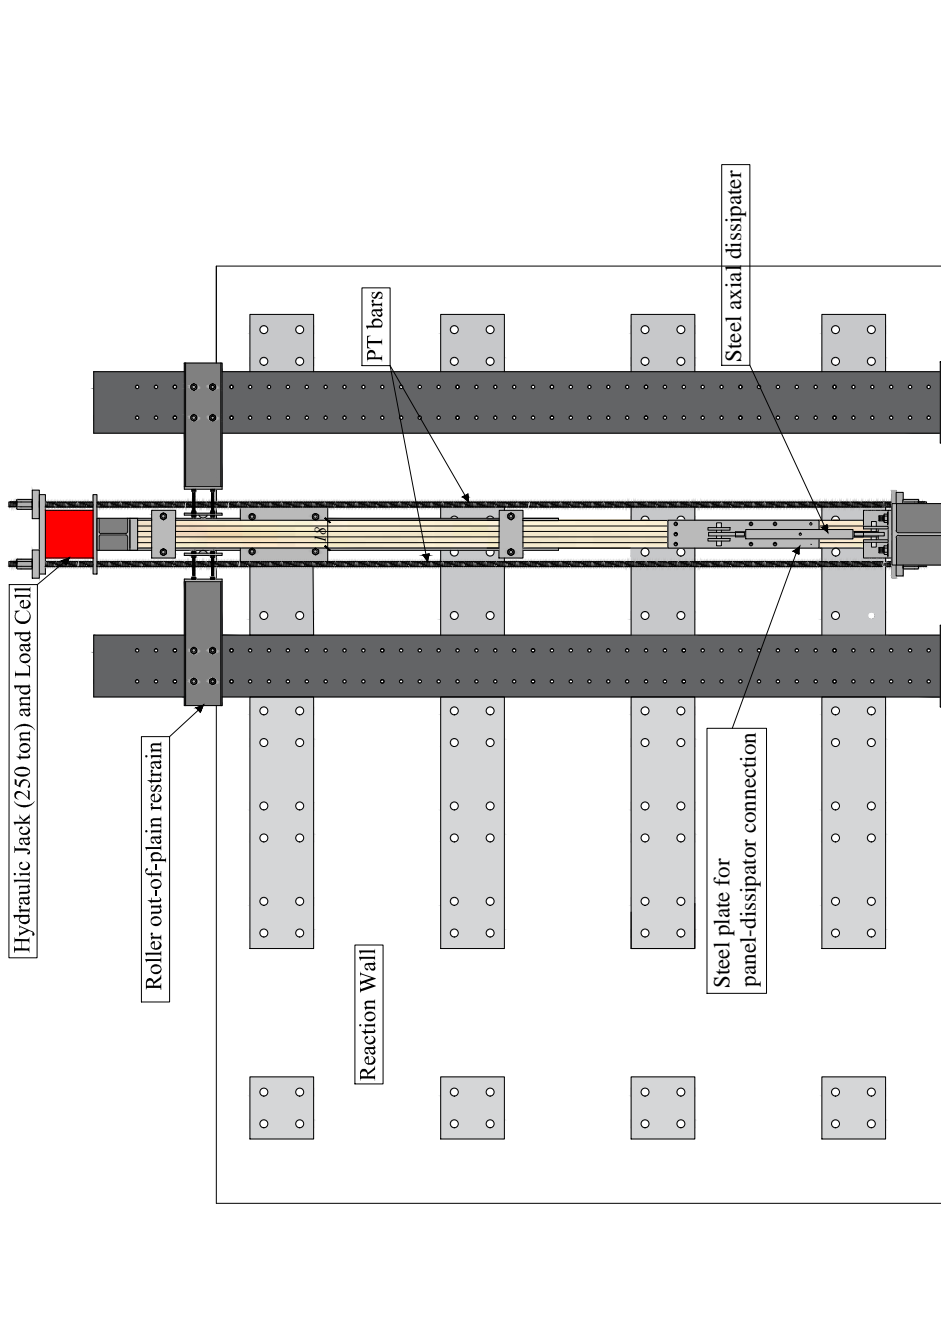 Hydraulic Jack (250 ton) and Load Cell
Roller out-of-plain restrain
PT bars
Reaction Wall
18
Steel axial dissipater
Steel plate for
panel-dissipator connection